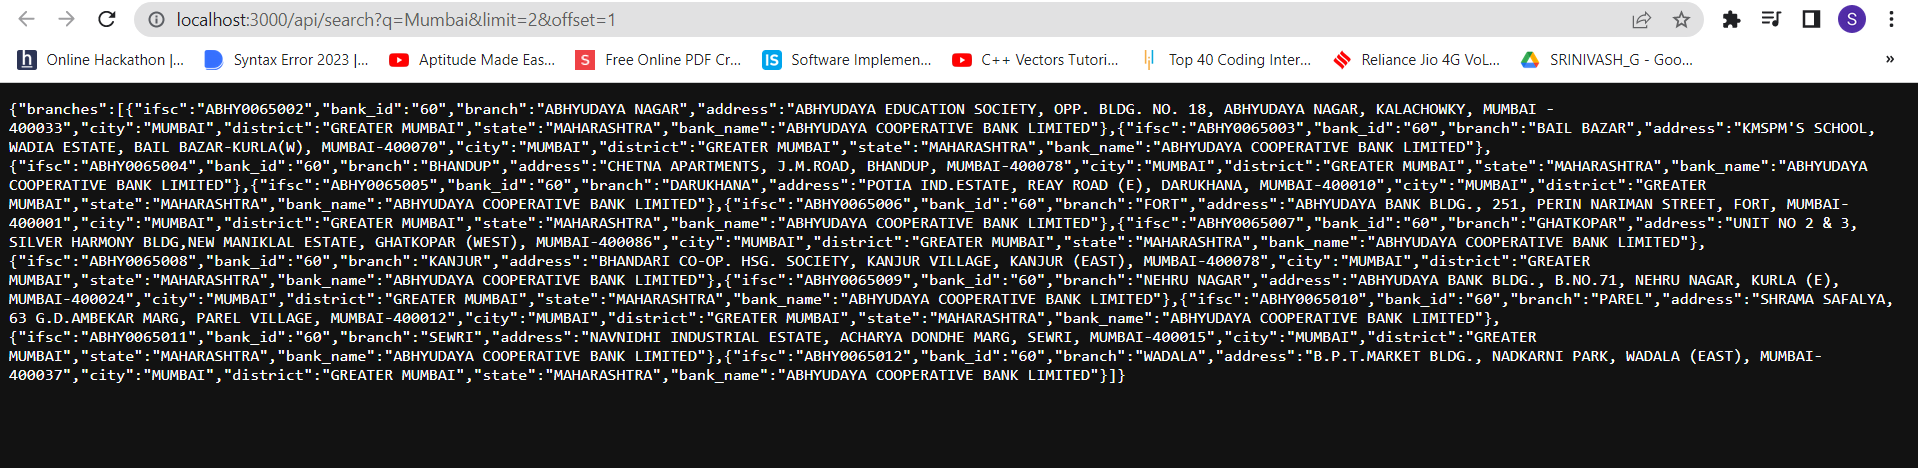 localhost:3000/api/search?q=Mumbai&limit=2&offset=1
S
h Online Hackathon |... Syntax Error 2023 |... Aptitude Made Eas... S Free Online PDF Cr... IS Software Implemen... C++ Vectors Tutori... Top 40 Coding Inter... Reliance Jio 4G VoL... SRINIVASH_G - Goo... »
{"branches":[{"ifsc":"ABHY0065002","bank_id":"60","branch":"ABHYUDAYA NAGAR","address":"ABHYUDAYA EDUCATION SOCIETY, OPP. BLDG. NO. 18, ABHYUDAYA NAGAR, KALACHOWKY, MUMBAI -
400033","city":"MUMBAI","district":"GREATER MUMBAI","state":"MAHARASHTRA","bank_name":"ABHYUDAYA COOPERATIVE BANK LIMITED"},{"ifsc":"ABHY0065003","bank_id":"60","branch":"BAIL BAZAR","address":"KMSPM'S SCHOOL,
WADIA ESTATE, BAIL BAZAR-KURLA(W), MUMBAI-400070","city":"MUMBAI","district":"GREATER MUMBAI","state":"MAHARASHTRA","bank_name":"ABHYUDAYA COOPERATIVE BANK LIMITED"},
{"ifsc":"ABHY0065004","bank_id":"60","branch":"BHANDUP","address":"CHETNA APARTMENTS, J.M.ROAD, BHANDUP, MUMBAI-400078","city":"MUMBAI","district":"GREATER MUMBAI","state":"MAHARASHTRA","bank_name":"ABHYUDAYA
COOPERATIVE BANK LIMITED"},{"ifsc":"ABHY0065005","bank_id":"60","branch":"DARUKHANA","address":"POTIA IND.ESTATE, REAY ROAD (E), DARUKHANA, MUMBAI-400010","city":"MUMBAI","district":"GREATER
MUMBAI","state":"MAHARASHTRA","bank_name":"ABHYUDAYA COOPERATIVE BANK LIMITED"},{"ifsc":"ABHY0065006","bank_id":"60","branch":"FORT","address":"ABHYUDAYA BANK BLDG., 251, PERIN NARIMAN STREET, FORT, MUMBAI-
400001","city":"MUMBAI","district":"GREATER MUMBAI","state":"MAHARASHTRA","bank_name":"ABHYUDAYA COOPERATIVE BANK LIMITED"},{"ifsc":"ABHY0065007","bank_id":"60","branch":"GHATKOPAR","address":"UNIT NO 2 & 3,
SILVER HARMONY BLDG,NEW MANIKLAL ESTATE, GHATKOPAR (WEST), MUMBAI-400086","city":"MUMBAI","district":"GREATER MUMBAI","state":"MAHARASHTRA","bank_name":"ABHYUDAYA COOPERATIVE BANK LIMITED"},
{"ifsc":"ABHY0065008","bank_id":"60","branch":"KANJUR","address":"BHANDARI CO-OP. HSG. SOCIETY, KANJUR VILLAGE, KANJUR (EAST), MUMBAI-400078","city":"MUMBAI","district":"GREATER
MUMBAI","state":"MAHARASHTRA","bank_name":"ABHYUDAYA COOPERATIVE BANK LIMITED"},{"ifsc":"ABHY0065009","bank_id":"60","branch":"NEHRU NAGAR","address":"ABHYUDAYA BANK BLDG., B.NO.71, NEHRU NAGAR, KURLA (E),
MUMBAI-400024","city":"MUMBAI","district":"GREATER MUMBAI","state":"MAHARASHTRA","bank_name":"ABHYUDAYA COOPERATIVE BANK LIMITED"},{"ifsc":"ABHY0065010","bank_id":"60","branch":"PAREL","address":"SHRAMA SAFALYA,
63 G.D.AMBEKAR MARG, PAREL VILLAGE, MUMBAI-400012","city":"MUMBAI","district":"GREATER MUMBAI","state":"MAHARASHTRA","bank_name":"ABHYUDAYA COOPERATIVE BANK LIMITED"},
{"ifsc":"ABHY0065011","bank_id":"60","branch":"SEWRI","address":"NAVNIDHI INDUSTRIAL ESTATE, ACHARYA DONDHE MARG, SEWRI, MUMBAI-400015","city":"MUMBAI","district":"GREATER
MUMBAI","state":"MAHARASHTRA","bank_name":"ABHYUDAYA COOPERATIVE BANK LIMITED"},{"ifsc":"ABHY0065012","bank_id":"60","branch":"WADALA","address":"B.P.T.MARKET BLDG., NADKARNI PARK, WADALA (EAST), MUMBAI-
400037","city":"MUMBAI","district":"GREATER MUMBAI","state":"MAHARASHTRA","bank_name":"ABHYUDAYA COOPERATIVE BANK LIMITED"}]}